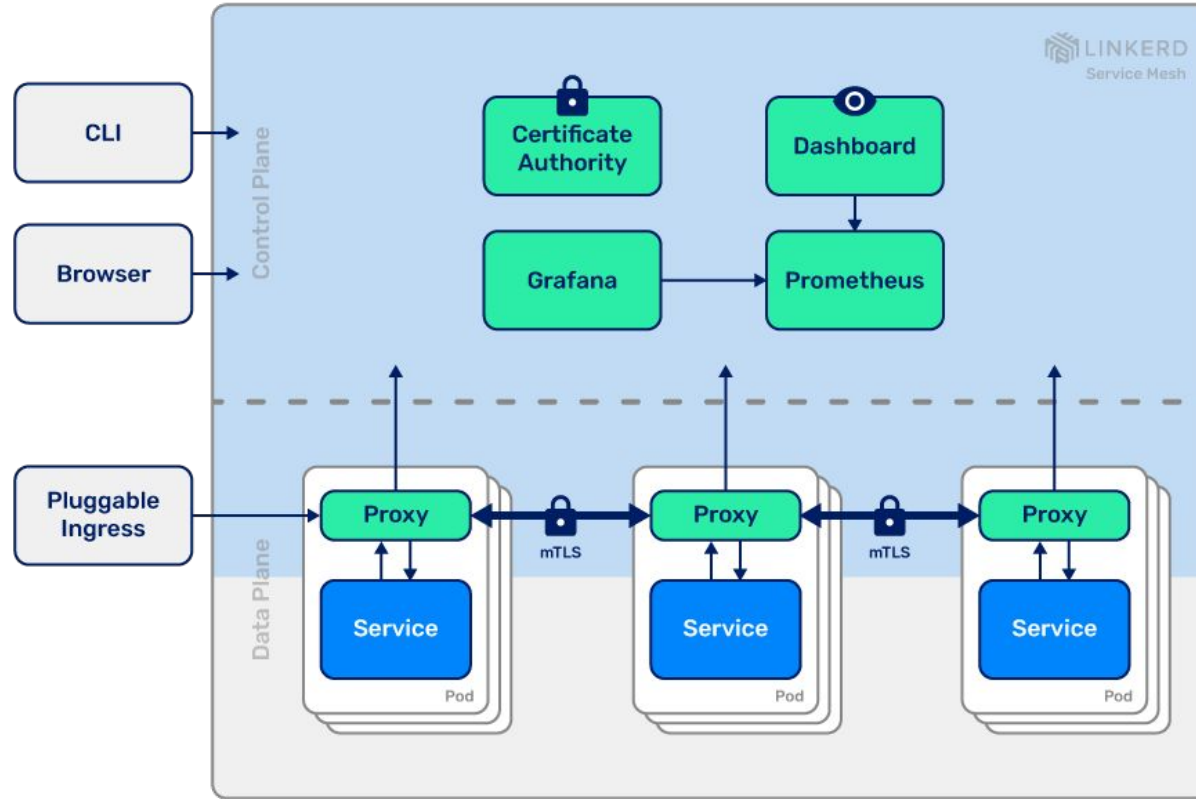 LINKERD
Service Mesh
CLI
Control Plane
Certificate
Authority
Dashboard
Browser
Grafana
Prometheus
Pluggable
Ingress
Proxy
mTLS
Proxy
mTLS
Proxy
Data Plane
Service
Service
Service
Pod
Pod
Pod